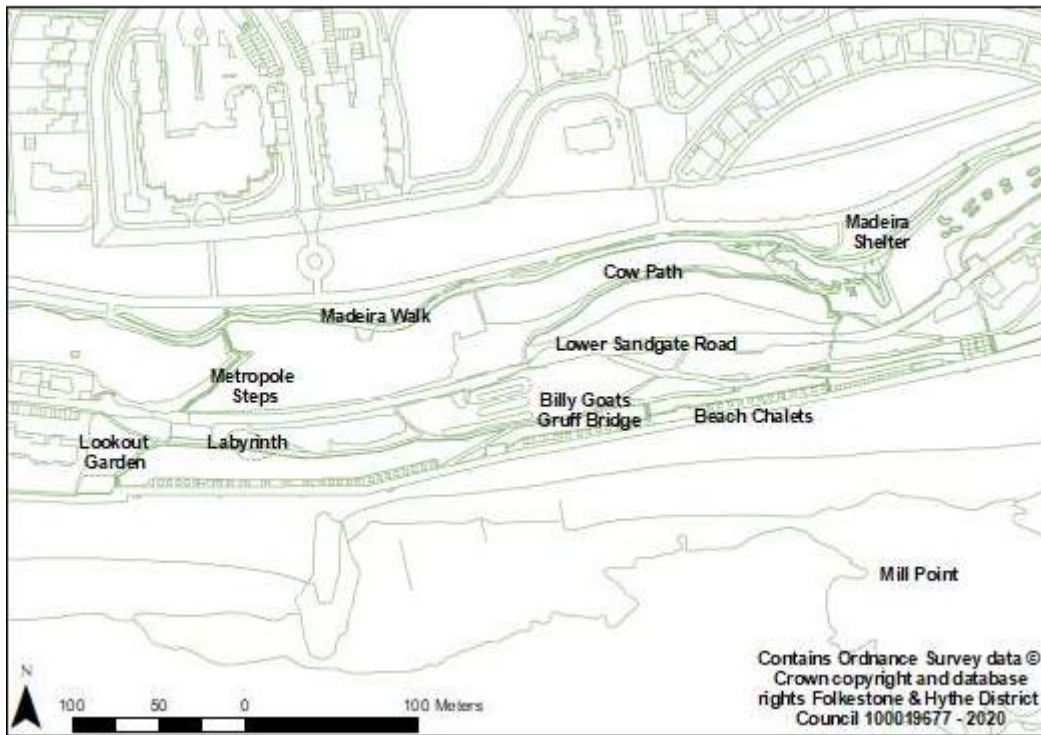 Madeira
Shelter
Cow Path
Madeira Walk
Lower Sandgate Road
Metropole
Steps
Billy Goats
Gruff Bridge
Beach Chalets
Lookout
Garden
Labyrinth
Mill Point
Contains Ordnance Survey data ©
Crown copyright and database
rights Folkestone & Hythe District
Council 100019677 - 2020
N
100 50 0 100 Meters